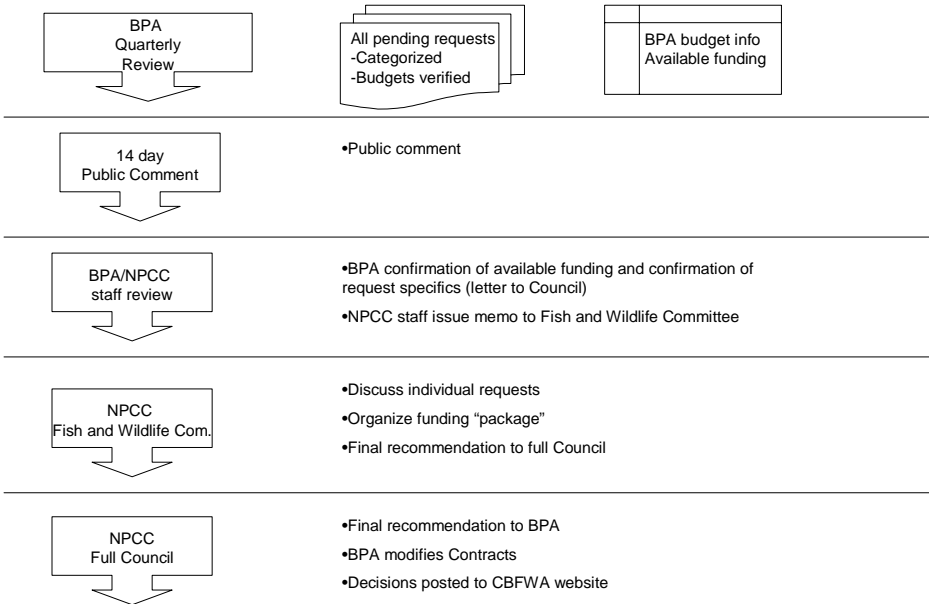 BPA
Quarterly
Review
All pending requests
-Categorized
-Budgets verified
BPA budget info
Available funding
14 day
Public Comment
•Public comment
BPA/NPCC
staff review
•BPA confirmation of available funding and confirmation of
request specifics (letter to Council)
•NPCC staff issue memo to Fish and Wildlife Committee
NPCC
Fish and Wildlife Com.
•Discuss individual requests
•Organize funding “package”
•Final recommendation to full Council
NPCC
Full Council
•Final recommendation to BPA
•BPA modifies Contracts
•Decisions posted to CBFWA website